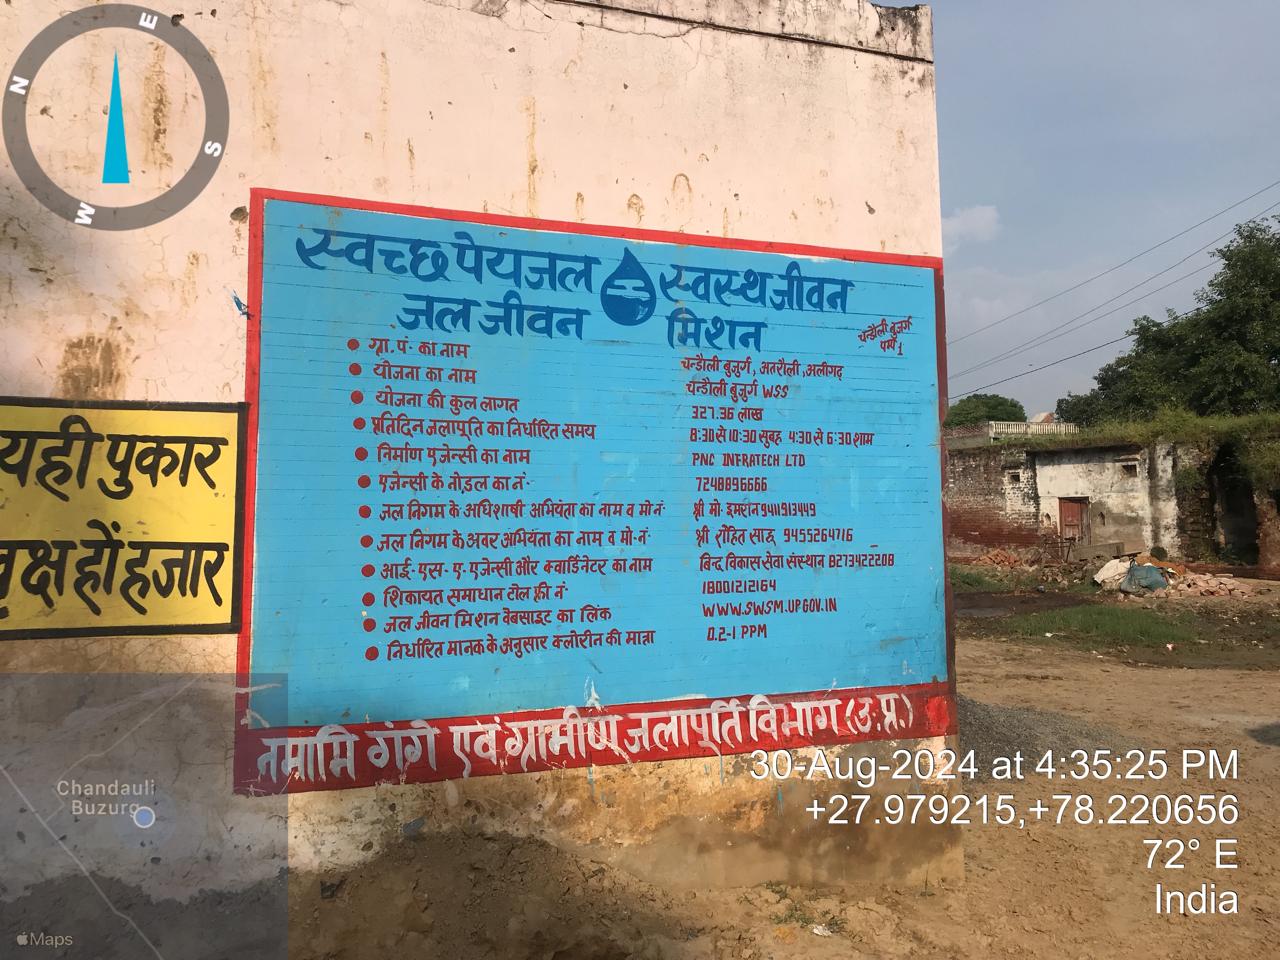 E
N
S
W
स्वच्छ पेयजल स्वस्थ जीवन
जल जीवन मिशन
चन्डौली बुजुर्ग
पम्प 1
ग्रा. पं. का नाम चन्डौली बुजुर्ग, अतरौली, अलीगढ़
योजना का नाम चन्डौली बुजुर्ग WSS
योजना की कुल लागत 327.36 लाख
प्रतिदिन जलापूर्ति का निर्धारित समय 8:30 से 10:30 सुबह 4:30 से 6:30 शाम
निर्माण एजेन्सी का नाम PNC INFRATECH LTD
एजेन्सी के नोडल का नं. 7248896666
जल निगम के अधिशाषी अभियंता का नाम व मो.नं. श्री मो. इमरान 9411913449
जल निगम के अवर अभियंता का नाम व मो.नं. श्री रोहित साहू 9455264716
आई-एस-ए-एजेन्सी और क्वार्डिनेटर का नाम बिन्द विकास सेवा संस्थान 8273422208
शिकायत समाधान टोल फ्री नं. 18001212164
जल जीवन मिशन वेबसाइट का लिंक WWW.SWSM.UPGOV.IN
निर्धारित मानक के अनुसार क्लोरीन की मात्रा 0.2-1 PPM
नमामि गंगे एवं ग्रामीण जलापूर्ति विभाग (उ.प्र.)
यही पुकार
वृक्ष हों हजार
Chandauli
Buzurg
Maps
30-Aug-2024 at 4:35:25 PM
+27.979215,+78.220656
72° E
India